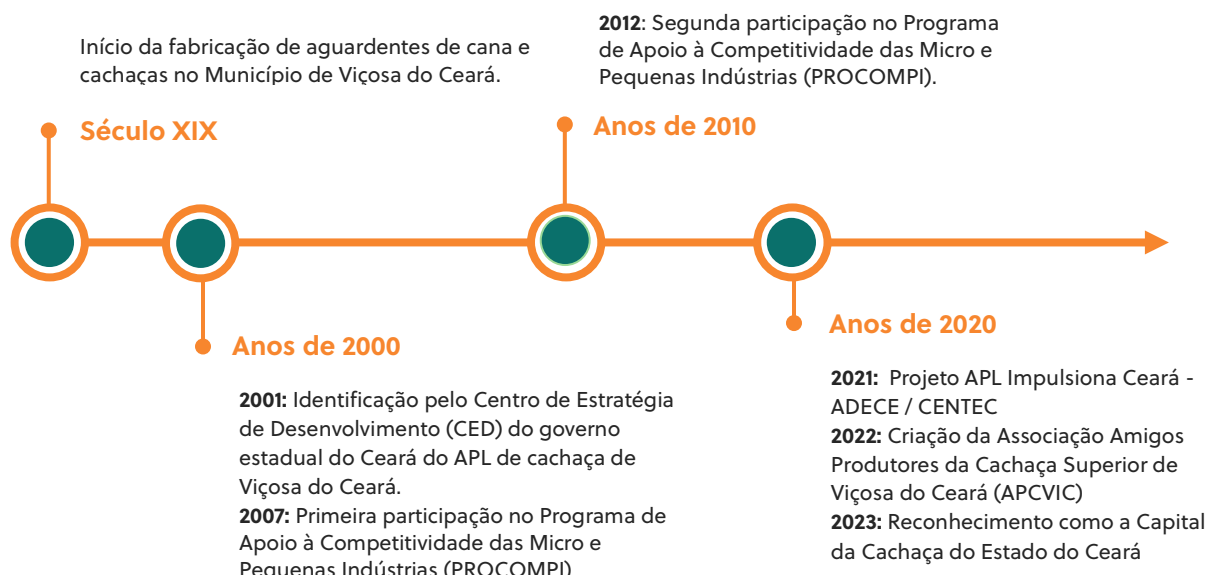 Início da fabricação de aguardentes de cana e
cachaças no Município de Viçosa do Ceará.
Século XIX
2012: Segunda participação no Programa
de Apoio à Competitividade das Micro e
Pequenas Indústrias (PROCOMPI).
Anos de 2010
Anos de 2000
2001: Identificação pelo Centro de Estratégia
de Desenvolvimento (CED) do governo
estadual do Ceará do APL de cachaça de
Viçosa do Ceará.
2007: Primeira participação no Programa de
Apoio à Competitividade das Micro e
Pequenas Indústrias (PROCOMPI)
Anos de 2020
2021: Projeto APL Impulsiona Ceará -
ADECE / CENTEC
2022: Criação da Associação Amigos
Produtores da Cachaça Superior de
Viçosa do Ceará (APCVIC)
2023: Reconhecimento como a Capital
da Cachaça do Estado do Ceará